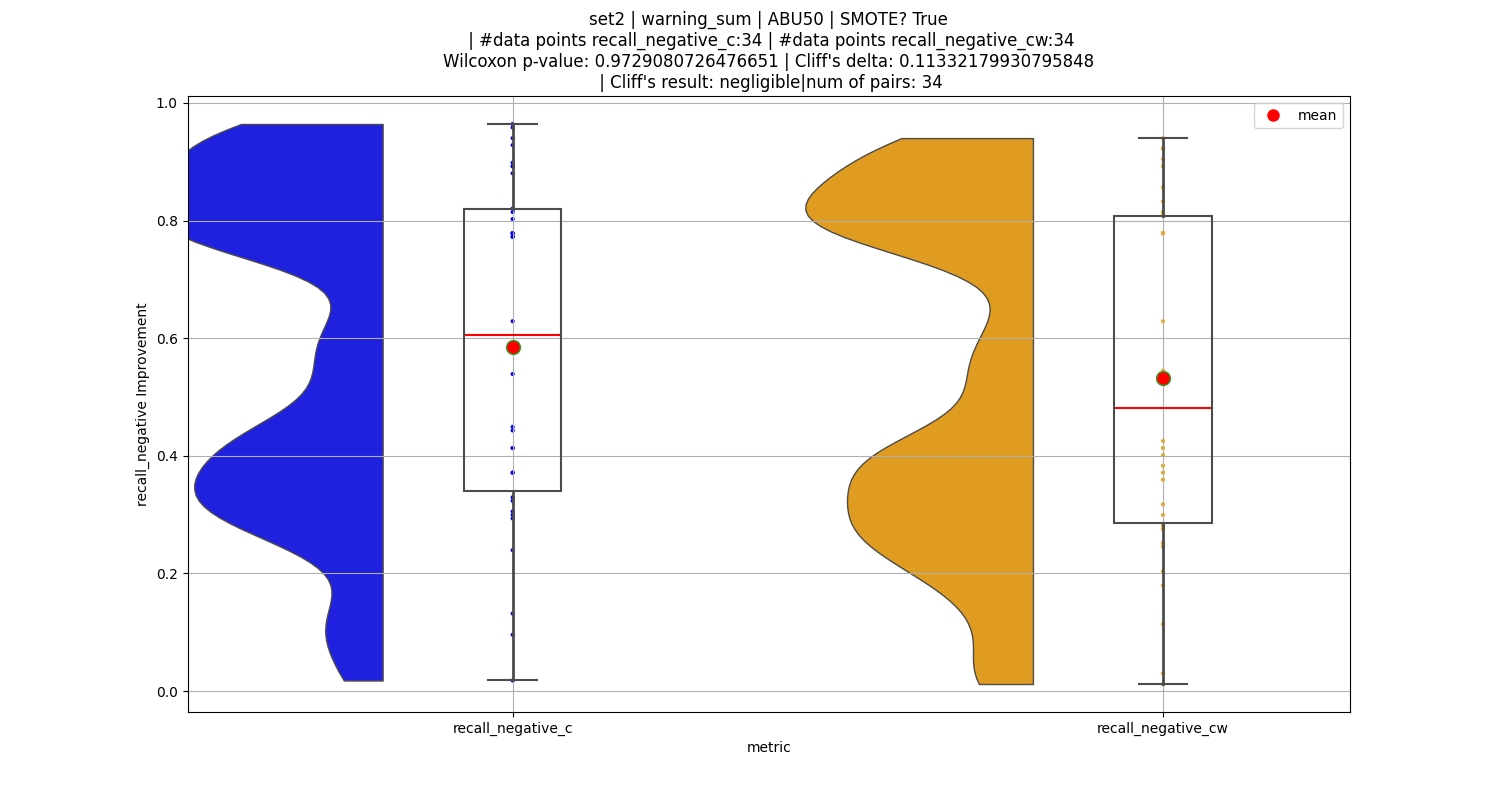 set2 | warning_sum | ABU50 | SMOTE? True
| #data points recall_negative_c:34 | #data points recall_negative_cw:34
Wilcoxon p-value: 0.9729080726476651 | Cliff's delta: 0.11332179930795848
| Cliff's result: negligible|num of pairs: 34
mean
1.0
0.8
0.6
0.4
0.2
0.0
recall_negative Improvement
recall_negative_c
recall_negative_cw
metric